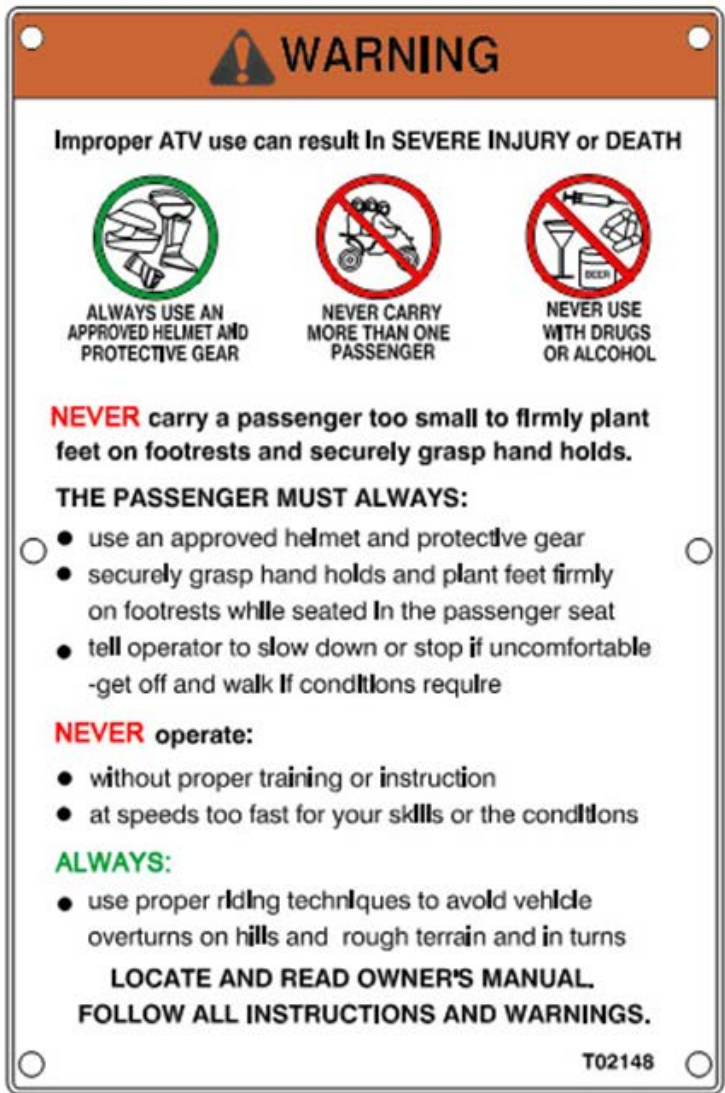 WARNING
Improper ATV use can result in SEVERE INJURY or DEATH
ALWAYS USE AN
APPROVED HELMET AND
PROTECTIVE GEAR
NEVER CARRY
MORE THAN ONE
PASSENGER
BEER
NEVER USE
WITH DRUGS
OR ALCOHOL
NEVER carry a passenger too small to firmly plant
feet on footrests and securely grasp hand holds.
THE PASSENGER MUST ALWAYS:
● use an approved helmet and protective gear
● securely grasp hand holds and plant feet firmly
on footrests while seated in the passenger seat
● tell operator to slow down or stop if uncomfortable
-get off and walk if conditions require
NEVER operate:
● without proper training or instruction
● at speeds too fast for your skills or the conditions
ALWAYS:
● use proper riding techniques to avoid vehicle
overturns on hills and rough terrain and in turns
LOCATE AND READ OWNER'S MANUAL.
FOLLOW ALL INSTRUCTIONS AND WARNINGS.
T02148